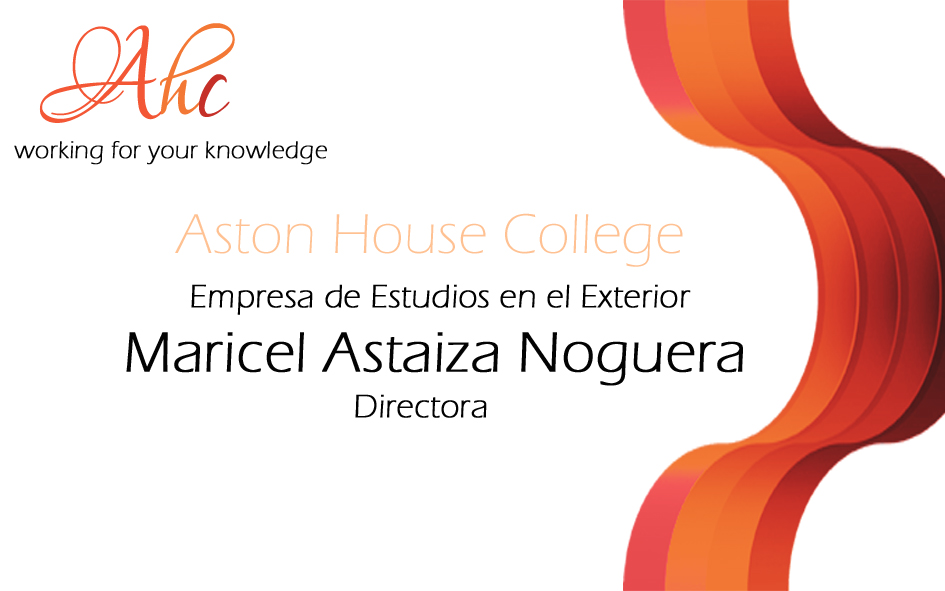 Ahc
working for your knowledge
Aston House College
Empresa de Estudios en el Exterior
Maricel Astaiza Noguera
Directora